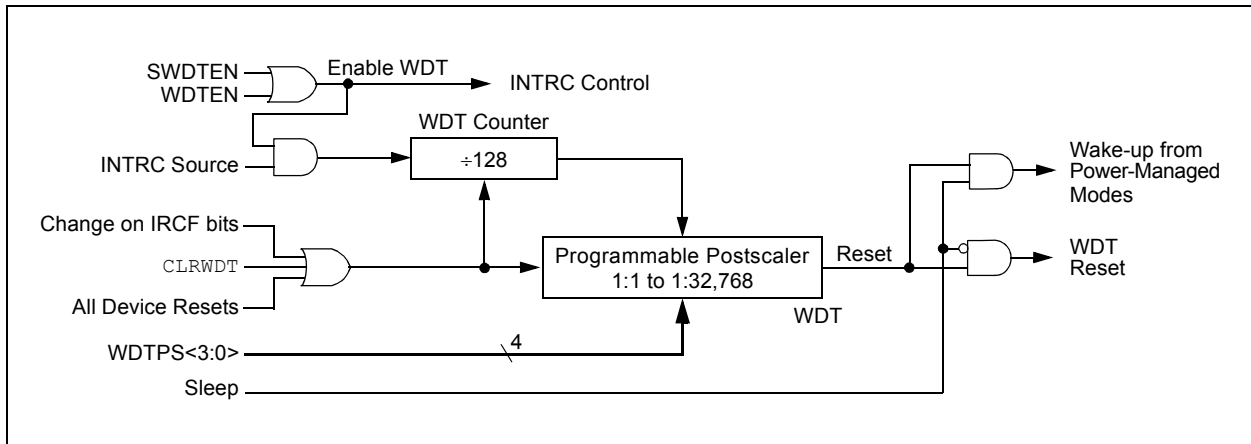 SWDTEN
WDTEN
Enable WDT
INTRC Control
WDT Counter
INTRC Source
÷128
Wake-up from
Power-Managed
Modes
Change on IRCF bits
CLRWDT
All Device Resets
Programmable Postscaler
1:1 to 1:32,768
Reset
WDT
WDT
Reset
WDTPS<3:0>
4
Sleep